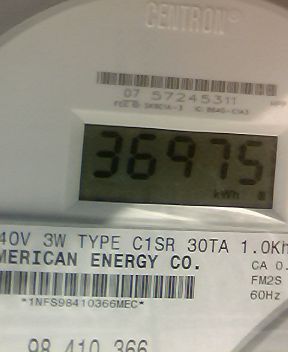 CENTRON®
07 57245311
36975
kWh
40V 3W TYPE C1SR 30TA 1.0Kh
MERICAN ENERGY CO.
CA 0.
FM2S
*1NFS98410366MEC*
60Hz
98 410 366